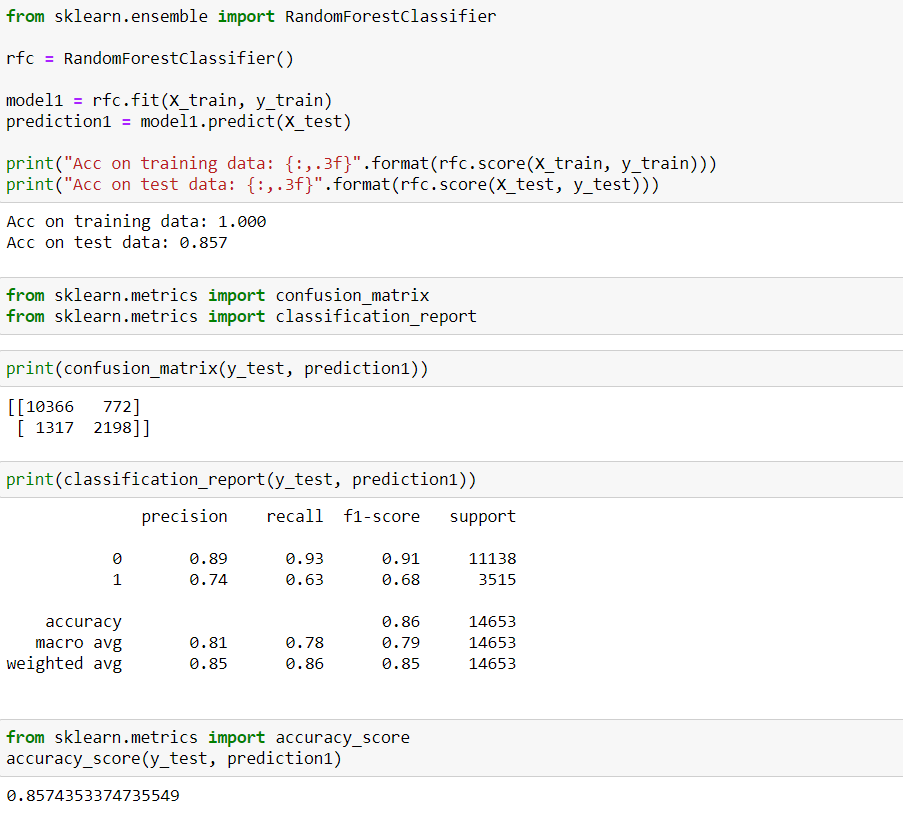 from sklearn.ensemble import RandomForestClassifier
rfc = RandomForestClassifier()
model1 = rfc.fit(X_train, y_train)
prediction1 = model1.predict(X_test)
print("Acc on training data: {:,.3f}".format(rfc.score(X_train, y_train)))
print("Acc on test data: {:,.3f}".format(rfc.score(X_test, y_test)))
Acc on training data: 1.000
Acc on test data: 0.857
from sklearn.metrics import confusion_matrix
from sklearn.metrics import classification_report
print(confusion_matrix(y_test, prediction1))
[[10366   772]
 [ 1317  2198]]
print(classification_report(y_test, prediction1))
              precision    recall  f1-score   support
           0       0.89      0.93      0.91     11138
           1       0.74      0.63      0.68      3515
    accuracy                           0.86     14653
   macro avg       0.81      0.78      0.79     14653
weighted avg       0.85      0.86      0.85     14653
from sklearn.metrics import accuracy_score
accuracy_score(y_test, prediction1)
0.8574353374735549